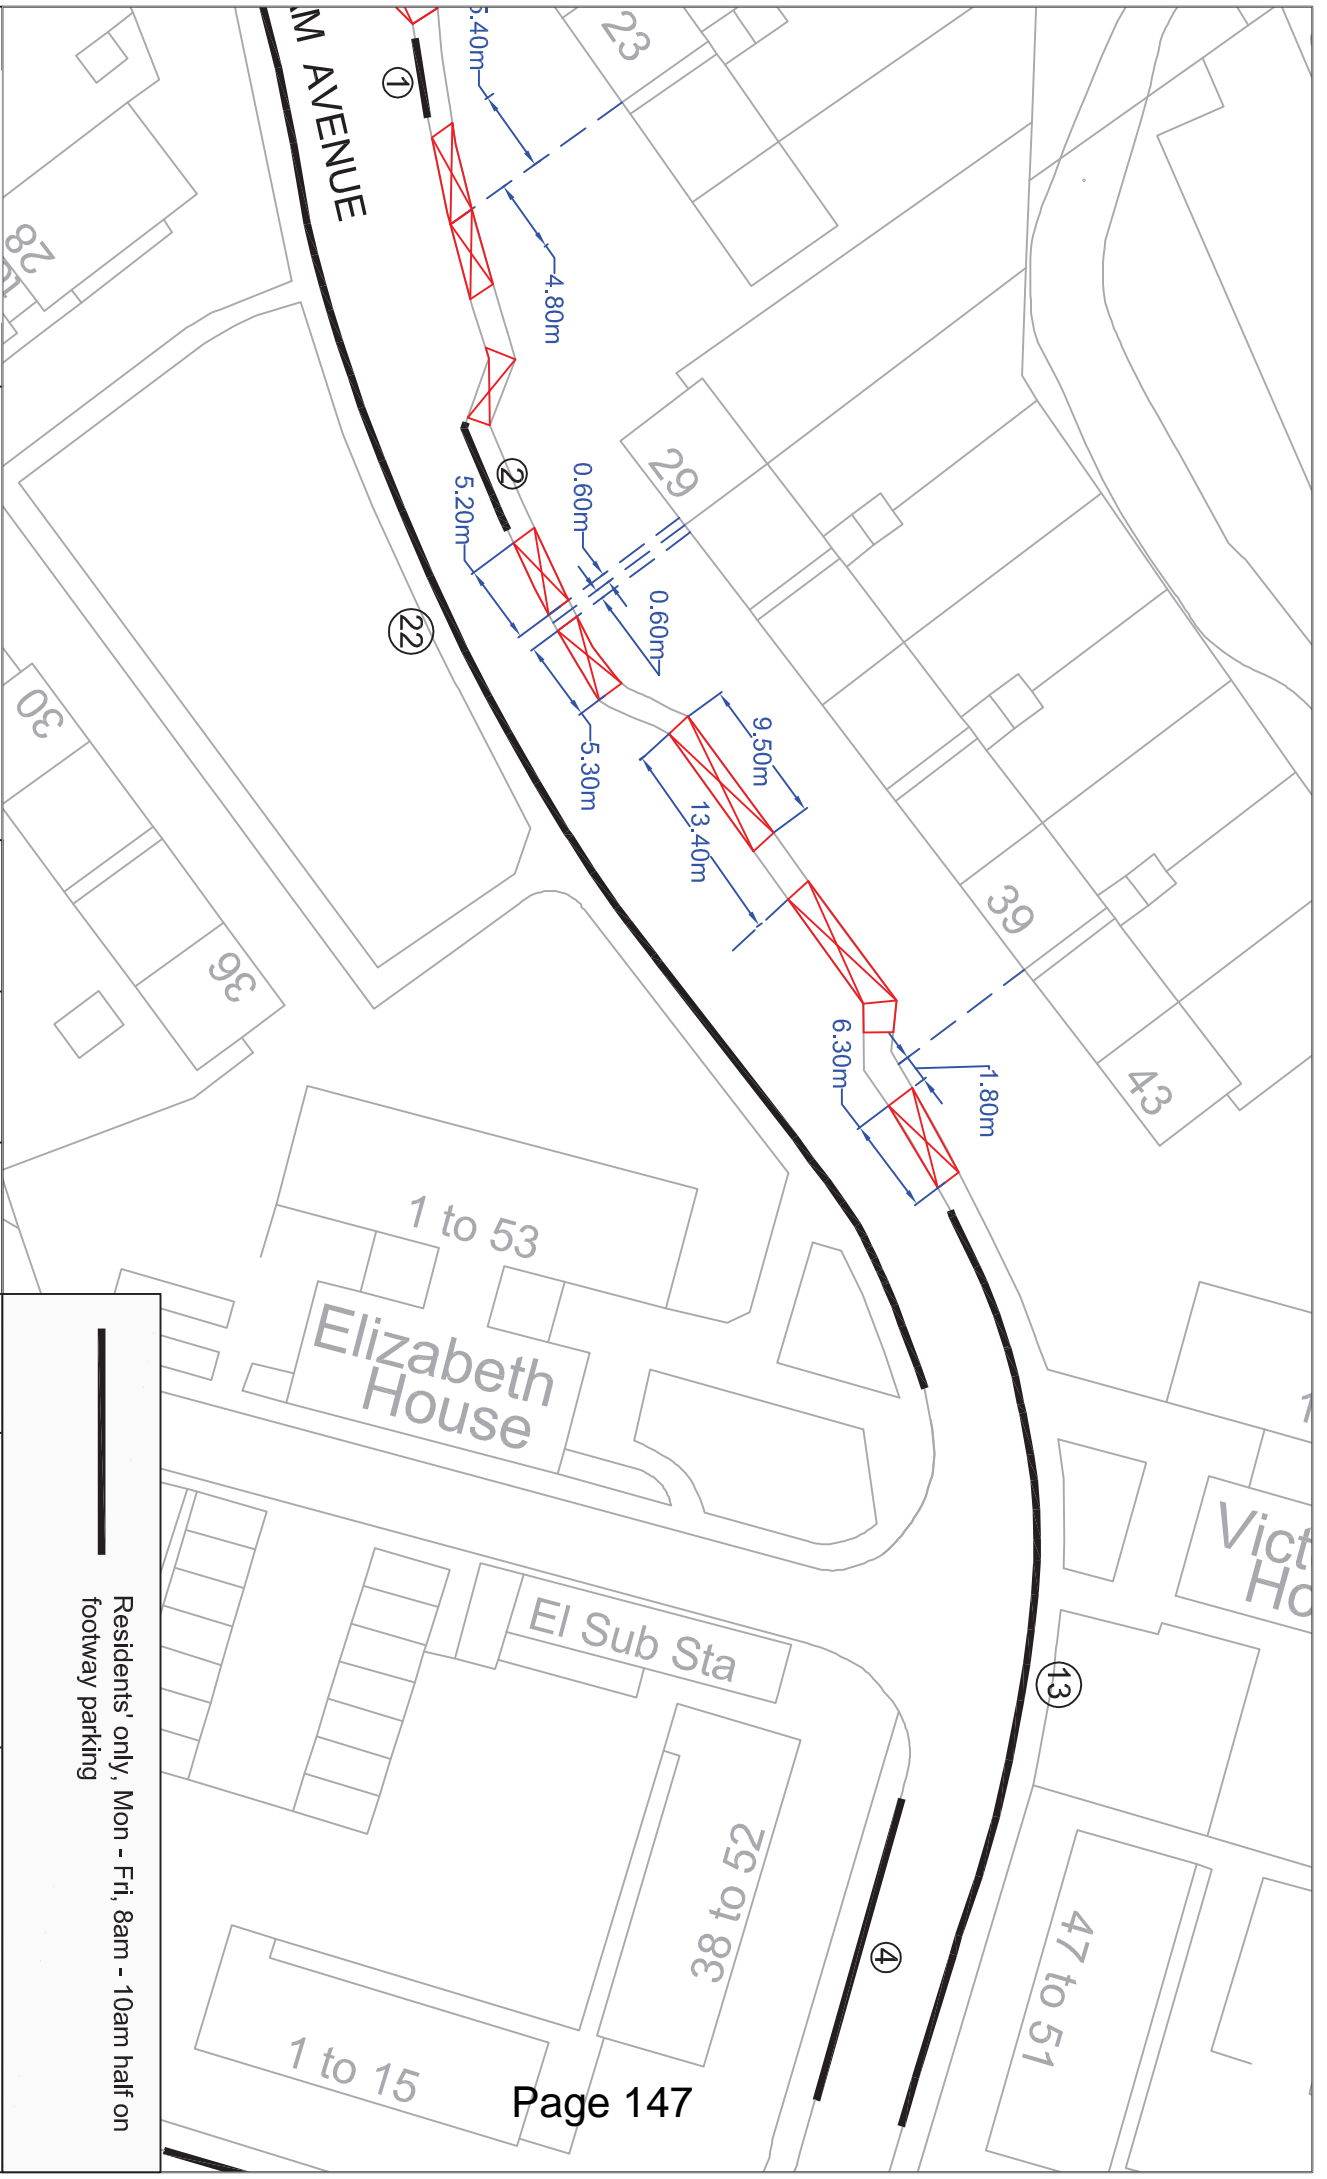 AVENUE
23
28
①
4.80m
②
0.60m
5.20m
0.60m
29
22
30
5.30m
9.50m
13.40m
39
36
6.30m
1.80m
43
1 to 53
Elizabeth
House
El Sub Sta
13
38 to 52
④
47 to 51
1 to 15
Residents' only, Mon - Fri, 8am - 10am half on
footway parking
Page 147